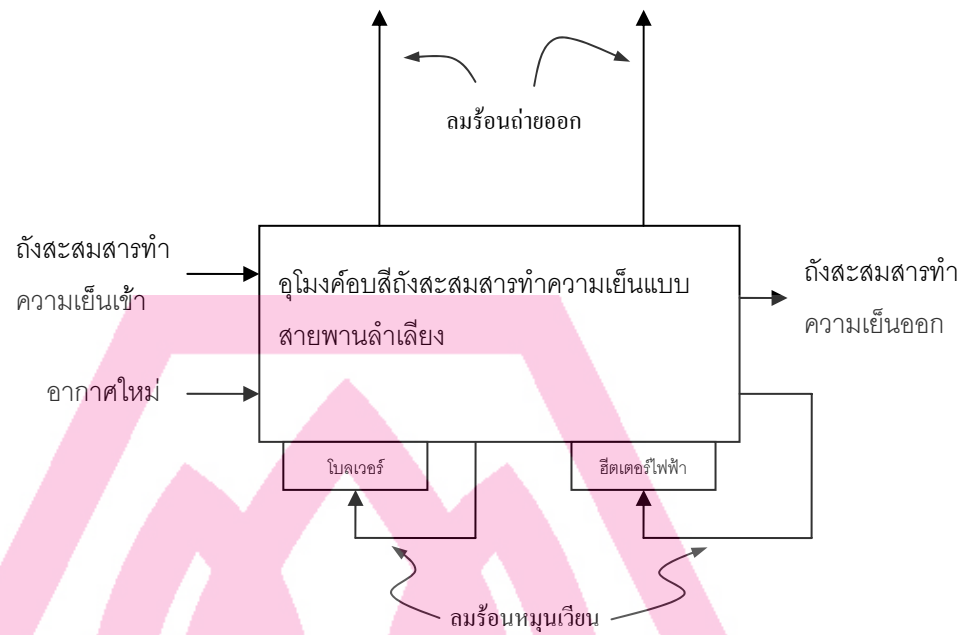 ลมร้อนถ่ายออก
ถังสะสมสารทำ
ความเย็นเข้า
อุโมงค์อบสีถังสะสมสารทำความเย็นแบบ
สายพานลำเลียง
ถังสะสมสารทำ
ความเย็นออก
อากาศใหม่
โบลเวอร์
ฮีตเตอร์ไฟฟ้า
ลมร้อนหมุนเวียน